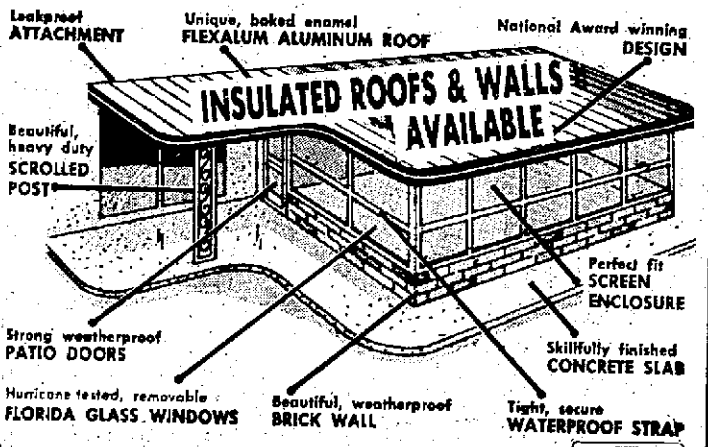 Leakproof
ATTACHMENT
Unique, baked enamel
FLEXALUM ALUMINUM ROOF
National Award winning
DESIGN
INSULATED ROOFS & WALLS
AVAILABLE
Beautiful,
heavy duty
SCROLLED
POST
Perfect fit
SCREEN
ENCLOSURE
Strong weatherproof
PATIO DOORS
Skillfully finished
CONCRETE SLAB
Hurricane tested, removable
FLORIDA GLASS WINDOWS
Beautiful, weatherproof
BRICK WALL
Tight, secure
WATERPROOF STRAP